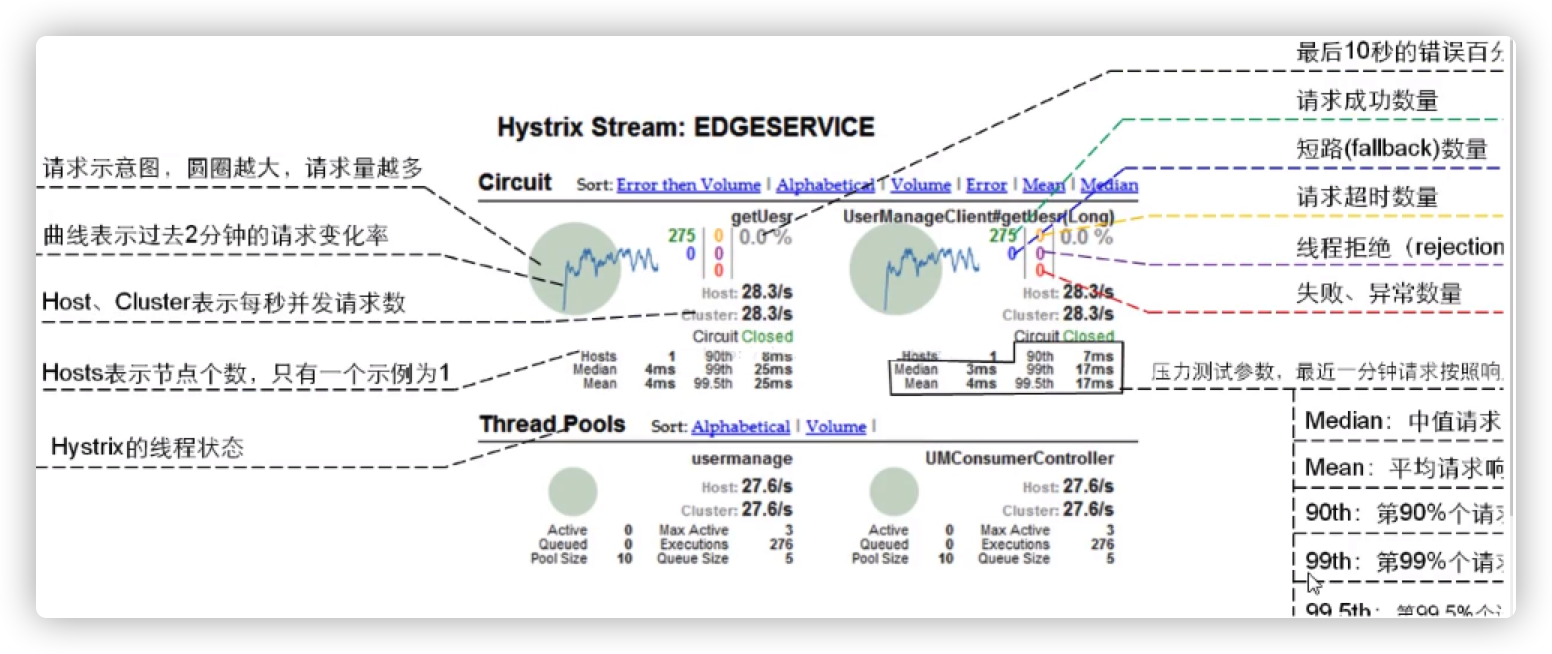 最后10秒的错误百分
请求成功数量
短路(fallback)数量
请求超时数量
线程拒绝（rejection
失败、异常数量
请求示意图，圆圈越大，请求量越多
曲线表示过去2分钟的请求变化率
Host、Cluster表示每秒并发请求数
Hosts表示节点个数，只有一个示例为1
Hystrix的线程状态
Hystrix Stream: EDGESERVICE
Circuit Sort: Error then Volume | Alphabetical | Volume | Error | Mean | Median
getUesr
275 0 0.0 %
0 0
0
Host: 28.3/s
Cluster: 28.3/s
Circuit Closed
Hosts 1 90th 8ms
Median 4ms 99th 25ms
Mean 4ms 99.5th 25ms
UserManageClient#getUesr(Long)
275 0 0.0 %
0 0
0
Host: 28.3/s
Cluster: 28.3/s
Circuit Closed
Hosts 1 90th 7ms
Median 3ms 99th 17ms
Mean 4ms 99.5th 17ms
Thread Pools Sort: Alphabetical | Volume |
usermanage
Host: 27.6/s
Cluster: 27.6/s
Active 0 Max Active 3
Queued 0 Executions 276
Pool Size 10 Queue Size 5
UMConsumerController
Host: 27.6/s
Cluster: 27.6/s
Active 0 Max Active 3
Queued 0 Executions 276
Pool Size 10 Queue Size 5
压力测试参数，最近一分钟请求按照响
Median：中值请求
Mean：平均请求响
90th：第90%个请
99th：第99%个请
99.5th：第99.5%个